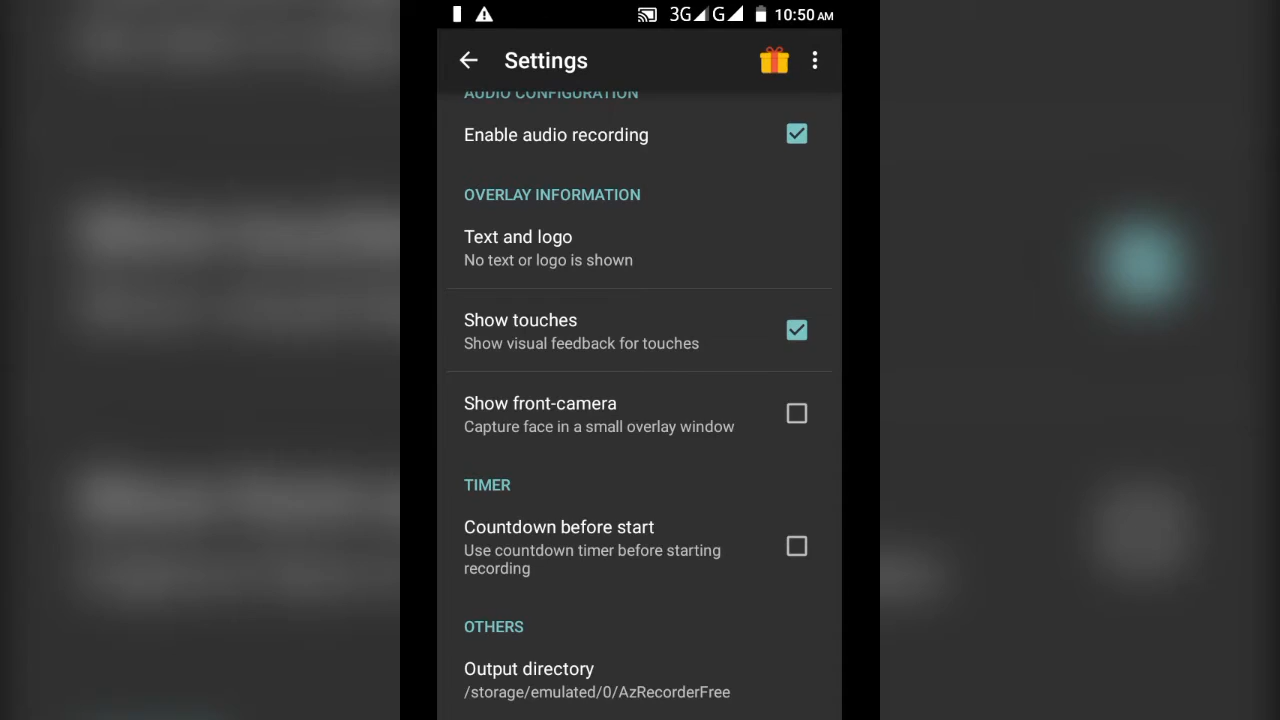 3G G 10:50 AM
Settings
AUDIO CONFIGURATION
Enable audio recording
OVERLAY INFORMATION
Text and logo
No text or logo is shown
Show touches
Show visual feedback for touches
Show front-camera
Capture face in a small overlay window
TIMER
Countdown before start
Use countdown timer before starting
recording
OTHERS
Output directory
/storage/emulated/0/AzRecorderFree